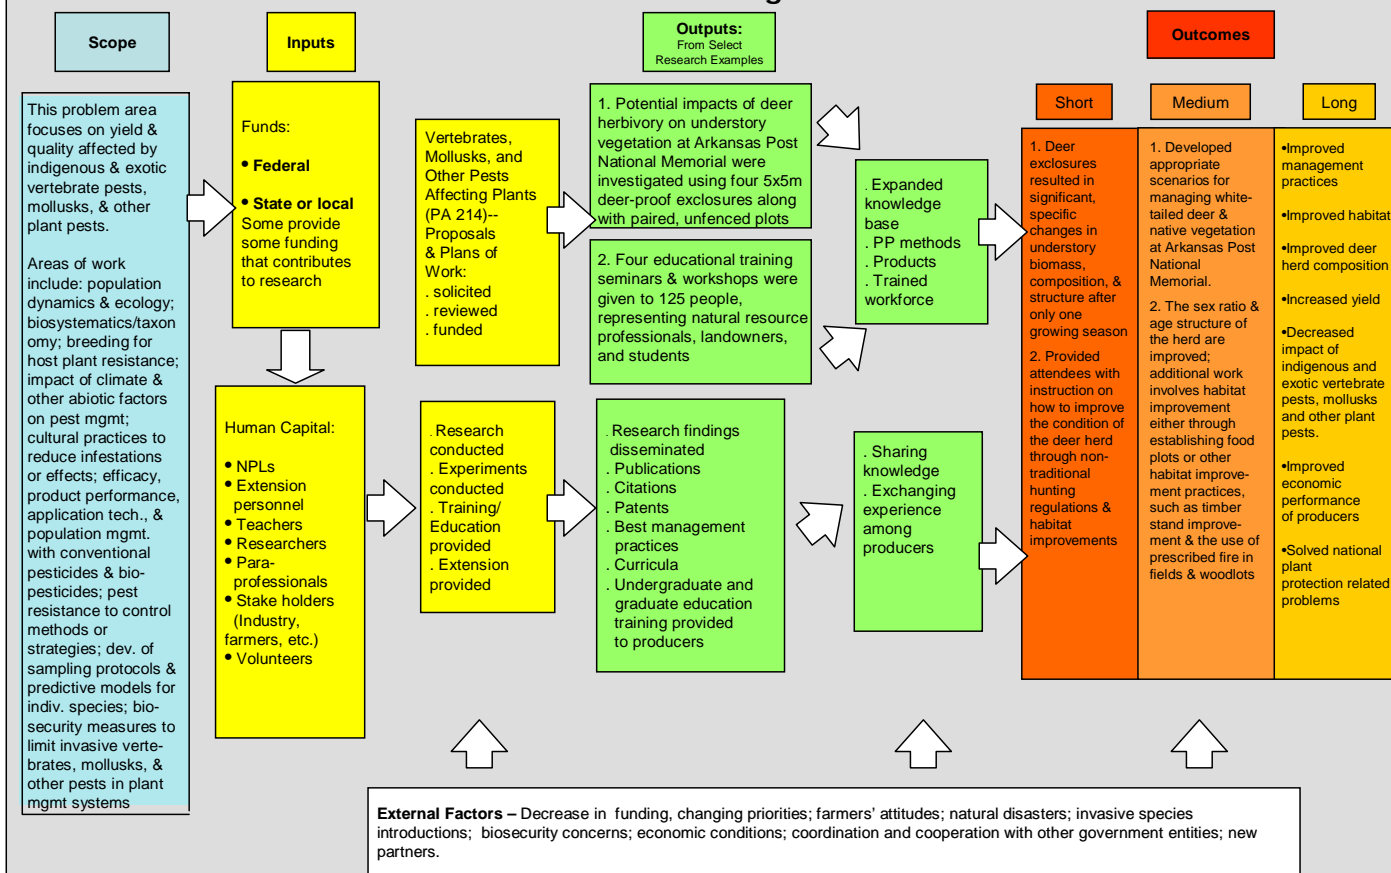 Scope
Inputs
Outputs:
From Select
Research Examples
Outcomes
Short
Medium
Long
This problem area
focuses on yield &
quality affected by
indigenous & exotic
vertebrate pests,
mollusks, & other
plant pests.
Areas of work
include: population
dynamics & ecology;
biosystematics/taxon
omy; breeding for
host plant resistance;
impact of climate &
other abiotic factors
on pest mgmt;
cultural practices to
reduce infestations
or effects; efficacy,
product performance,
application tech., &
population mgmt.
with conventional
pesticides & bio-
pesticides; pest
resistance to control
methods or
strategies; dev. of
sampling protocols &
predictive models for
indiv. species; bio-
security measures to
limit invasive verte-
brates, mollusks, &
other pests in plant
mgmt systems
Funds:
• Federal
• State or local
Some provide
some funding
that contributes
to research
Human Capital:
• NPLs
• Extension
personnel
• Teachers
• Researchers
• Para-
professionals
• Stake holders
(Industry,
farmers, etc.)
• Volunteers
Vertebrates,
Mollusks, and
Other Pests
Affecting Plants
(PA 214)--
Proposals
& Plans of
Work:
. solicited
. reviewed
. funded
. Research
conducted
. Experiments
conducted
. Training/
Education
provided
. Extension
provided
1. Potential impacts of deer
herbivory on understory
vegetation at Arkansas Post
National Memorial were
investigated using four 5x5m
deer-proof exclosures along
with paired, unfenced plots
2. Four educational training
seminars & workshops were
given to 125 people,
representing natural resource
professionals, landowners,
and students
. Research findings
disseminated
. Publications
. Citations
. Patents
. Best management
practices
. Curricula
. Undergraduate and
graduate education
training provided
to producers
. Expanded
knowledge
base
. PP methods
. Products
. Trained
workforce
. Sharing
knowledge
. Exchanging
experience
among
producers
1. Deer
exclosures
resulted in
significant,
specific
changes in
understory
biomass,
composition, &
structure after
only one
growing season
2. Provided
attendees with
instruction on
how to improve
the condition of
the deer herd
through non-
traditional
hunting
regulations &
habitat
improvements
1. Developed
appropriate
scenarios for
managing white-
tailed deer &
native vegetation
at Arkansas Post
National
Memorial.
2. The sex ratio &
age structure of
the herd are
improved;
additional work
involves habitat
improvement
either through
establishing food
plots or other
habitat improve-
ment practices,
such as timber
stand improve-
ment & the use of
prescribed fire in
fields & woodlots
•Improved
management
practices
•Improved habitat
•Improved deer
herd composition
•Increased yield
•Decreased
impact of
indigenous and
exotic vertebrate
pests, mollusks
and other plant
pests.
•Improved
economic
performance
of producers
•Solved national
plant
protection related
problems
External Factors – Decrease in funding, changing priorities; farmers' attitudes; natural disasters; invasive species
introductions; biosecurity concerns; economic conditions; coordination and cooperation with other government entities; new
partners.